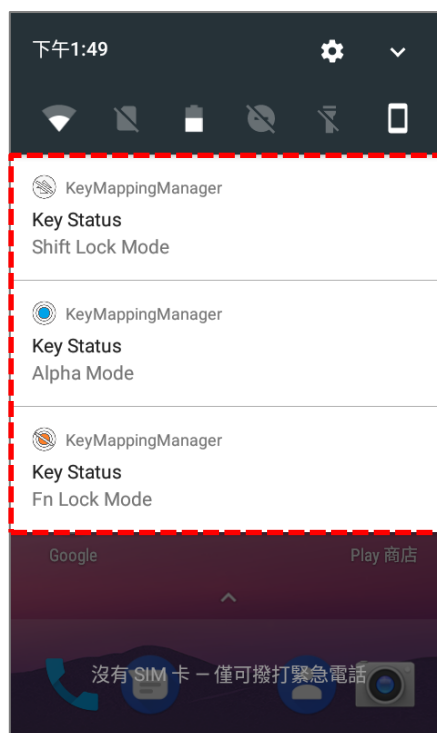 下午1:49
KeyMappingManager
Key Status
Shift Lock Mode
KeyMappingManager
Key Status
Alpha Mode
KeyMappingManager
Key Status
Fn Lock Mode
Google
Play 商店
沒有 SIM 卡 — 僅可撥打緊急電話